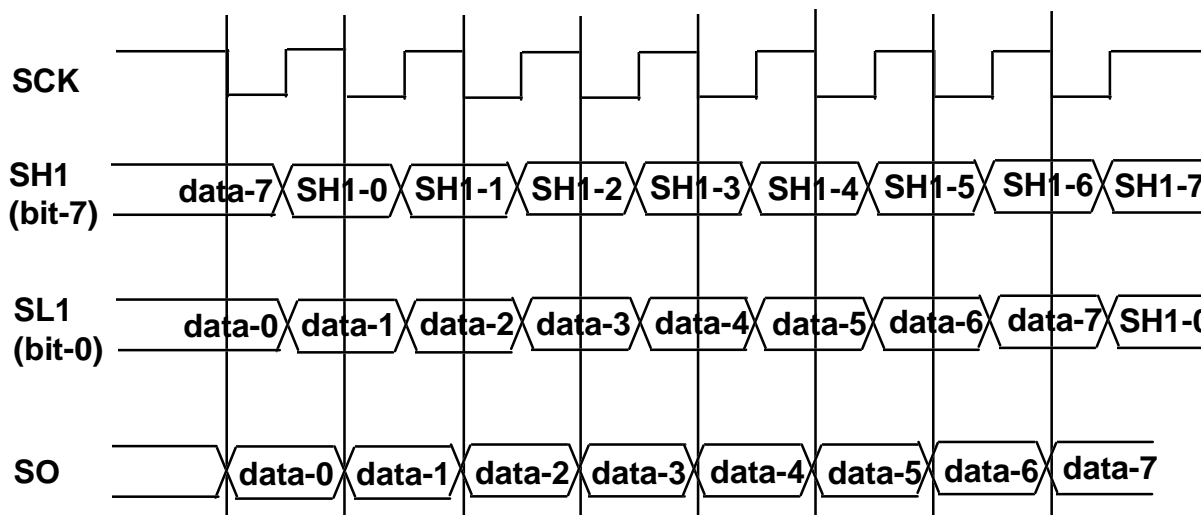 SCK
SH1
(bit-7)
data-7 SH1-0 SH1-1 SH1-2 SH1-3 SH1-4 SH1-5 SH1-6 SH1-7
SL1
(bit-0)
data-0 data-1 data-2 data-3 data-4 data-5 data-6 data-7 SH1-0
SO
data-0 data-1 data-2 data-3 data-4 data-5 data-6 data-7